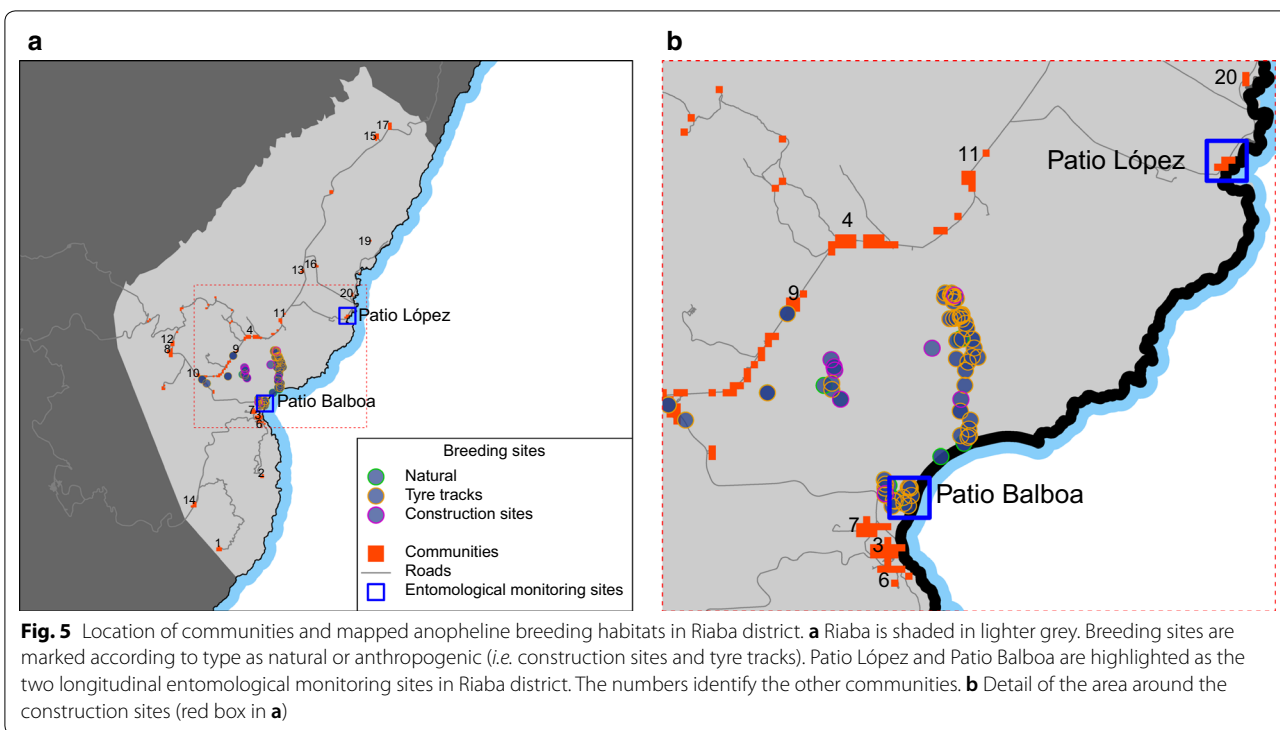 a
17
15
19
13
16
20
11
Patio López
4
12
8
9
10
Patio Balboa
7
3
6
2
14
1
Breeding sites
Natural
Tyre tracks
Construction sites
Communities
Roads
Entomological monitoring sites
b
20
Patio López
11
4
9
Patio Balboa
7
3
6
Fig. 5 Location of communities and mapped anopheline breeding habitats in Riaba district. a Riaba is shaded in lighter grey. Breeding sites are
marked according to type as natural or anthropogenic (i.e. construction sites and tyre tracks). Patio López and Patio Balboa are highlighted as the
two longitudinal entomological monitoring sites in Riaba district. The numbers identify the other communities. b Detail of the area around the
construction sites (red box in a)